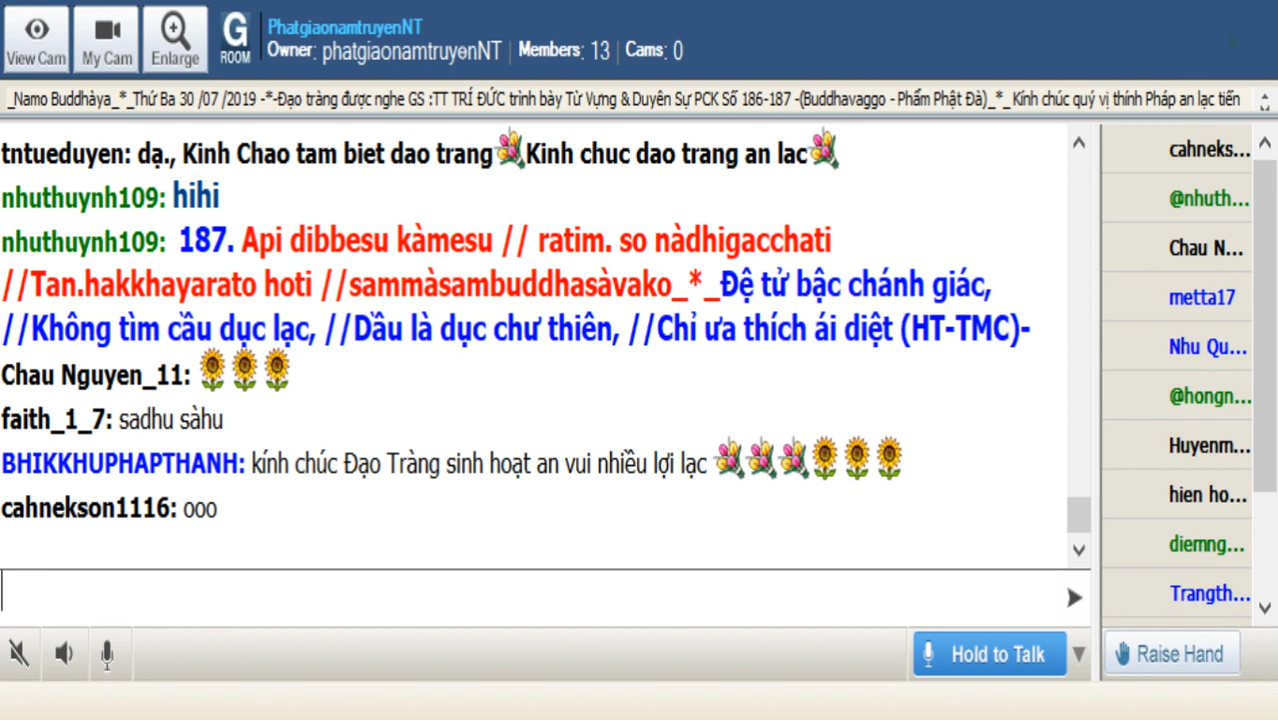 View Cam
My Cam
Enlarge
G
ROOM
PhatgiaonamtruyenNT
Owner: phatgiaonamtruyenNT | Members: 13 | Cams: 0
_Namo Buddhàya_*_Thứ Ba 30 /07 /2019 -*-Đạo tràng được nghe GS :TT TRÍ ĐỨC trình bày Từ Vựng & Duyên Sự PCK Số 186-187 -(Buddhavaggo - Phẩm Phật Đà)_*_ Kính chúc quý vị thính Pháp an lạc tiến
tntueduyen: dạ., Kinh Chao tam biet dao trang Kinh chuc dao trang an lac
nhuthuynh109: hihi
nhuthuynh109: 187. Api dibbesu kàmesu // ratim. so nàdhigacchati
//Tan.hakkhayarato hoti //sammàsambuddhasàvako_*_Đệ tử bậc chánh giác,
//Không tìm cầu dục lạc, //Dầu là dục chư thiên, //Chỉ ưa thích ái diệt (HT-TMC)-
Chau Nguyen_11:
faith_1_7: sadhu sàhu
BHIKKHUPHAPTHANH: kính chúc Đạo Tràng sinh hoạt an vui nhiều lợi lạc
cahnekson1116: ooo
cahneks...
@nhuth...
Chau N...
metta17
Nhu Qu...
@hongn...
Huyenm...
hien ho...
diemng...
Trangth...
Hold to Talk
Raise Hand